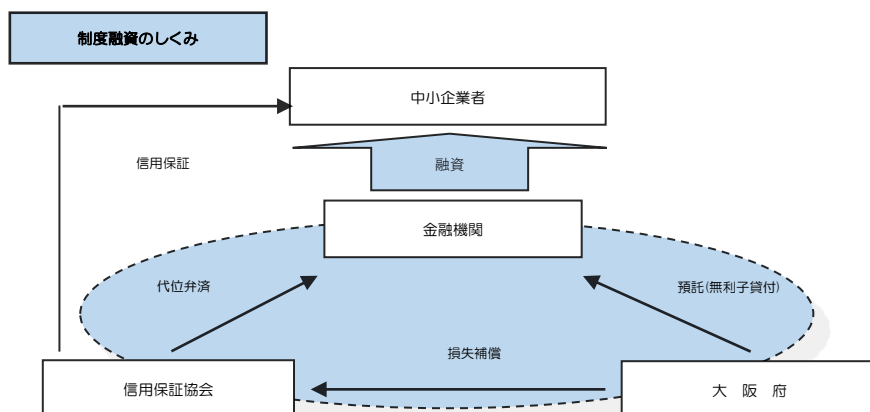 制度融資のしくみ
中小企業者
信用保証
融資
金融機関
代位弁済
預託(無利子貸付)
損失補償
信用保証協会
大　阪　府